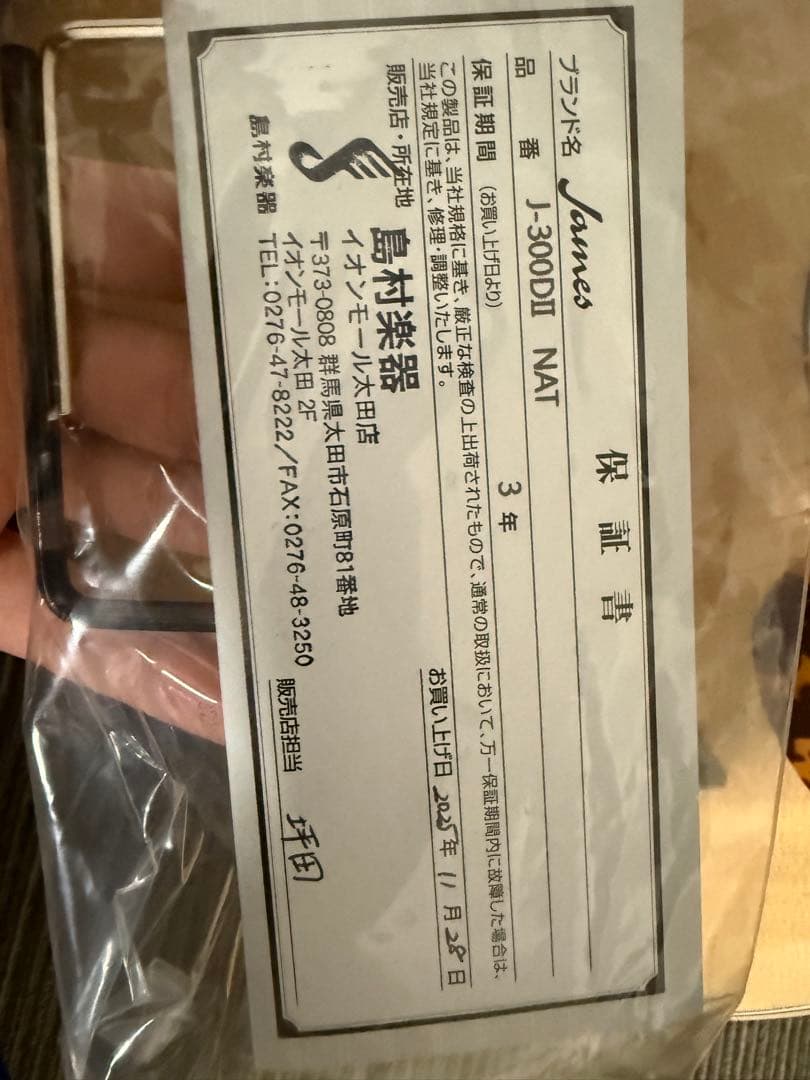 保証書
ブランド名 James
品番 J-300DII NAT
保証期間 (お買い上げ日より) 3年
この製品は、当社規格に基き、厳正な検査の上出荷されたもので、通常の取扱において、万一保証期間内に故障した場合は、
当社規定に基き、修理・調整いたします。
お買い上げ日 2025年11月28日
販売店・所在地
島村楽器
島村楽器
イオンモール太田店
〒373-0808 群馬県太田市石原町81番地
イオンモール太田 2F
TEL:0276-47-8222/FAX:0276-48-3250
販売店担当 坪田